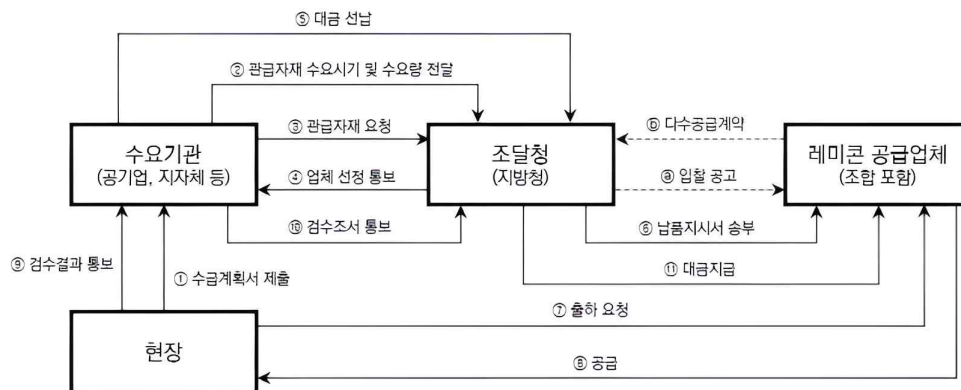 ⑤ 대금 선납
② 관급자재 수요시기 및 수요량 전달
③ 관급자재 요청
ⓑ 다수공급계약
수요기관
(공기업, 지자체 등)
조달청
(지방청)
레미콘 공급업체
(조합 포함)
④ 업체 선정 통보
ⓐ 입찰 공고
⑩ 검수조서 통보
⑥ 납품지시서 송부
⑨ 검수결과 통보
① 수급계획서 제출
⑪ 대금지급
⑦ 출하 요청
현장
⑧ 공급